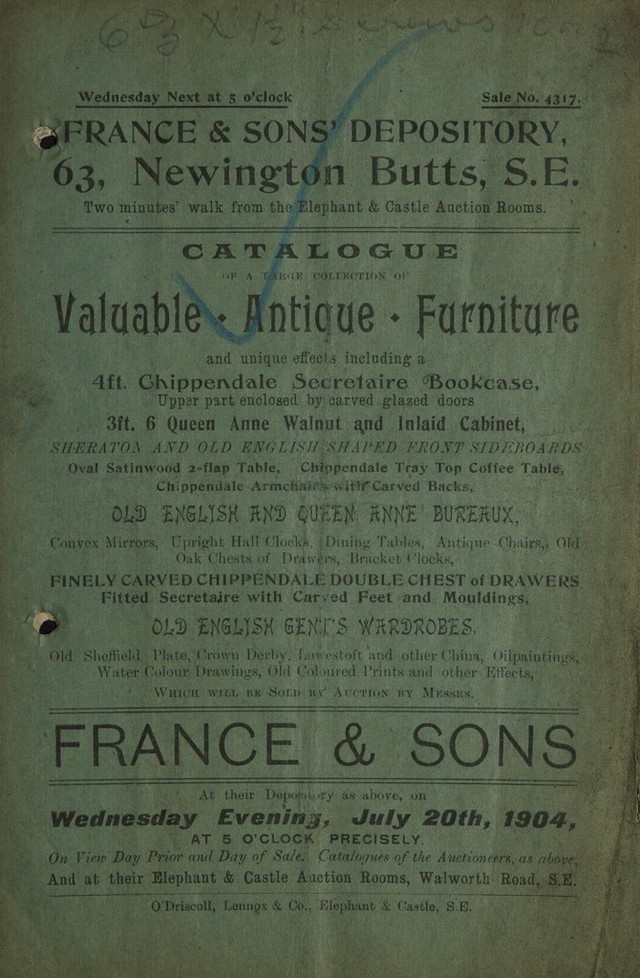 Screws
Wednesday Next at 5 o'clock Sale No. 4317.
FRANCE & SONS' DEPOSITORY,
63, Newington Butts, S.E.
Two minutes' walk from the Elephant & Castle Auction Rooms.
CATALOGUE
OF A LARGE COLLECTION OF
Valuable · Antique · Furniture
and unique effects including a
4ft. Chippendale Secretaire Bookcase,
Upper part enclosed by carved glazed doors
3ft. 6 Queen Anne Walnut and Inlaid Cabinet,
SHERATON AND OLD ENGLISH SHAPED FRONT SIDEBOARDS
Oval Satinwood 2-flap Table, Chippendale Tray Top Coffee Table,
Chippendale Armchairs with Carved Backs,
OLD ENGLISH AND QUEEN ANNE BUREAUX,
Convex Mirrors, Upright Hall Clocks, Dining Tables, Antique Chairs, Old
Oak Chests of Drawers, Bracket Clocks,
FINELY CARVED CHIPPENDALE DOUBLE CHEST of DRAWERS
Fitted Secretaire with Carved Feet and Mouldings,
OLD ENGLISH GENT'S WARDROBES.
Old Sheffield Plate, Crown Derby, Lowestoft and other China, Oilpaintings,
Water Colour Drawings, Old Coloured Prints and other Effects,
WHICH WILL BE SOLD BY AUCTION BY MESSRS.
FRANCE & SONS
At their Depository as above, on
Wednesday Evening, July 20th, 1904,
AT 5 O'CLOCK PRECISELY.
On View Day Prior and Day of Sale. Catalogues of the Auctioneers, as above,
And at their Elephant & Castle Auction Rooms, Walworth Road, S.E.
O'Driscoll, Lennox & Co., Elephant & Castle, S.E.